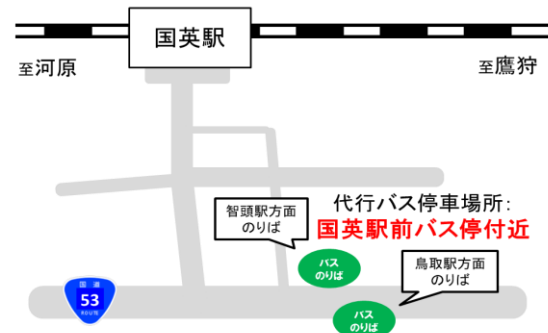 国英駅
至河原
至鷹狩
智頭駅方面
のりば
代行バス停車場所:
国英駅前バス停付近
バス
のりば
鳥取駅方面
のりば
国道
53
ROUTE
バス
のりば